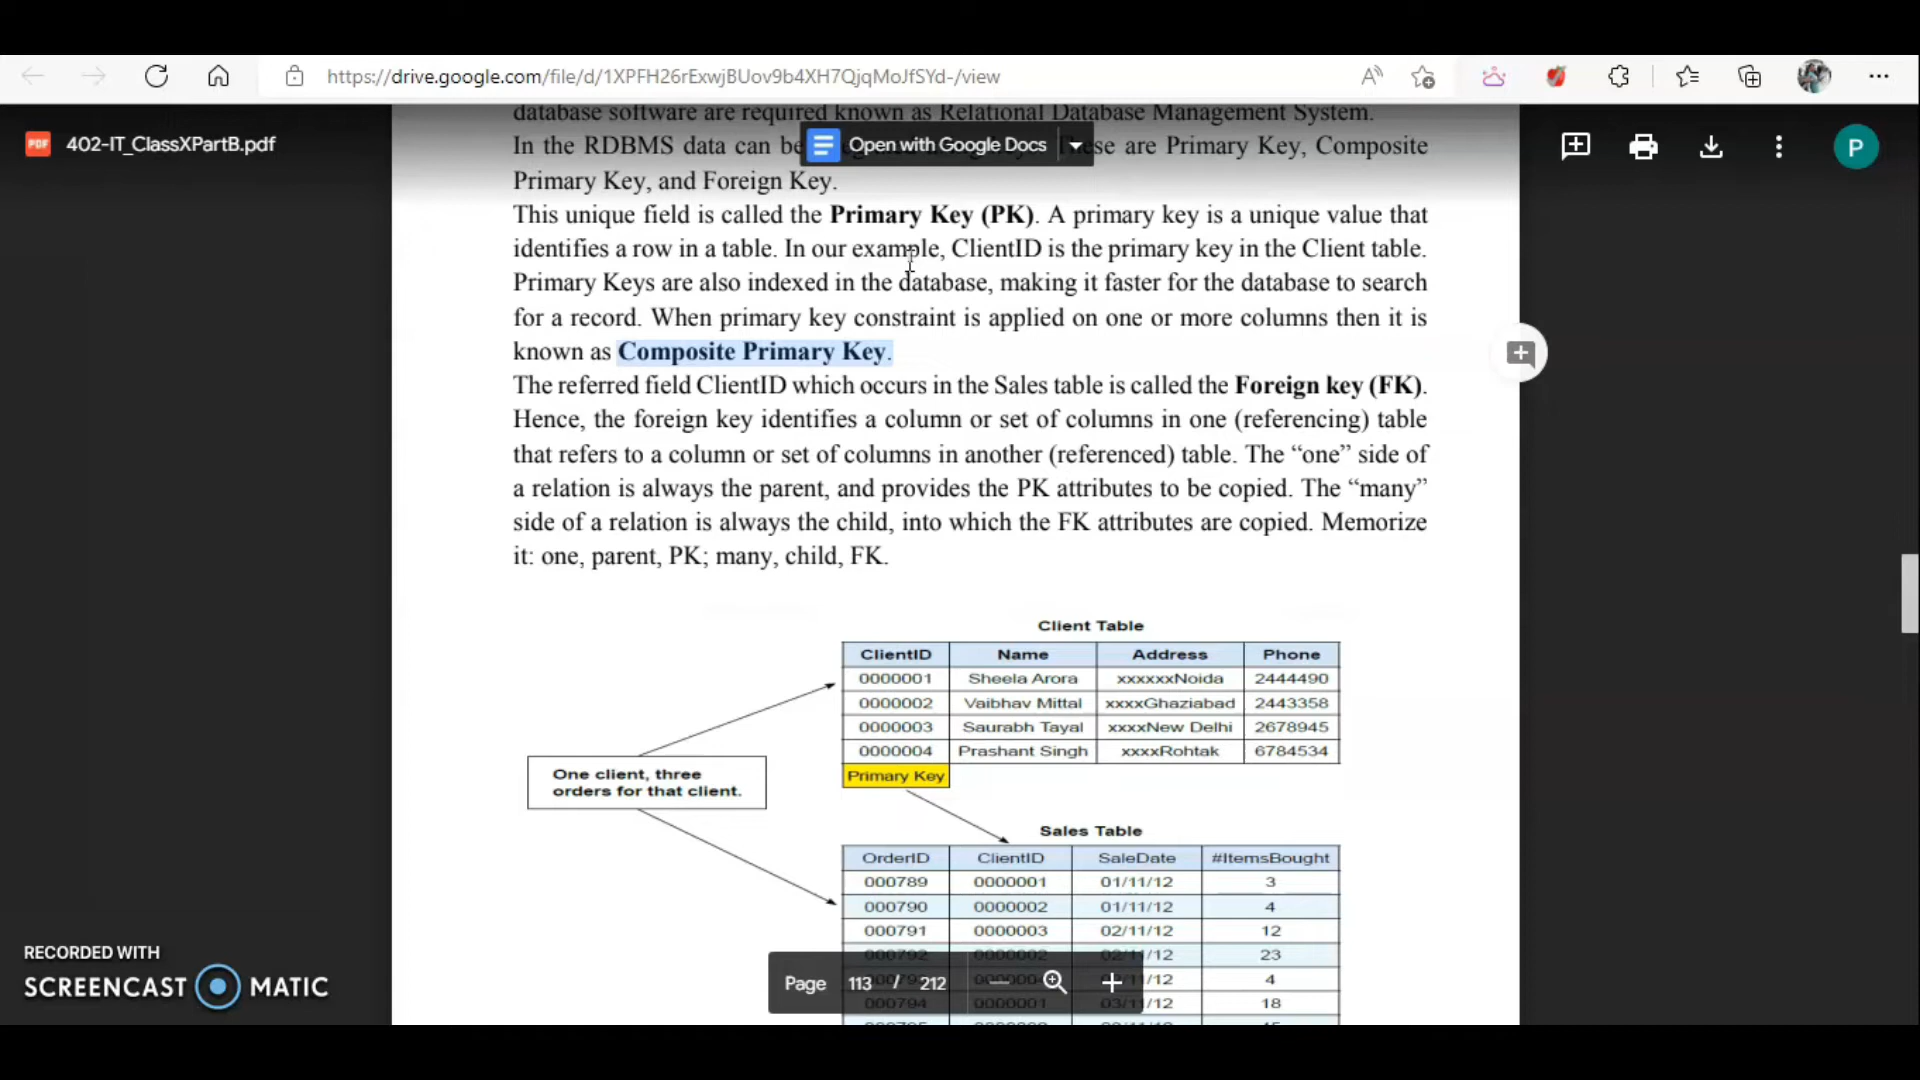 https://drive.google.com/file/d/1XPFH26rExwjBUov9b4XH7QjqMoJfSYd-/view
402-IT_ClassXPartB.pdf
Open with Google Docs
P
database software are required known as Relational Database Management System.
In the RDBMS data can be these are Primary Key, Composite
Primary Key, and Foreign Key.
This unique field is called the Primary Key (PK). A primary key is a unique value that
identifies a row in a table. In our example, ClientID is the primary key in the Client table.
Primary Keys are also indexed in the database, making it faster for the database to search
for a record. When primary key constraint is applied on one or more columns then it is
known as Composite Primary Key.
The referred field ClientID which occurs in the Sales table is called the Foreign key (FK).
Hence, the foreign key identifies a column or set of columns in one (referencing) table
that refers to a column or set of columns in another (referenced) table. The “one” side of
a relation is always the parent, and provides the PK attributes to be copied. The “many”
side of a relation is always the child, into which the FK attributes are copied. Memorize
it: one, parent, PK; many, child, FK.
Client Table
ClientID Name Address Phone
0000001 Sheela Arora xxxxxxNoida 2444490
0000002 Vaibhav Mittal xxxxGhaziabad 2443358
0000003 Saurabh Tayal xxxxNew Delhi 2678945
0000004 Prashant Singh xxxxRohtak 6784534
Primary Key
One client, three
orders for that client.
Sales Table
OrderID ClientID SaleDate #ItemsBought
000789 0000001 01/11/12 3
000790 0000002 01/11/12 4
000791 0000003 02/11/12 12
000792 0000002 02/11/12 23
4
000794 0000001 03/11/12 18
Page 113 / 212
RECORDED WITH
SCREENCAST MATIC